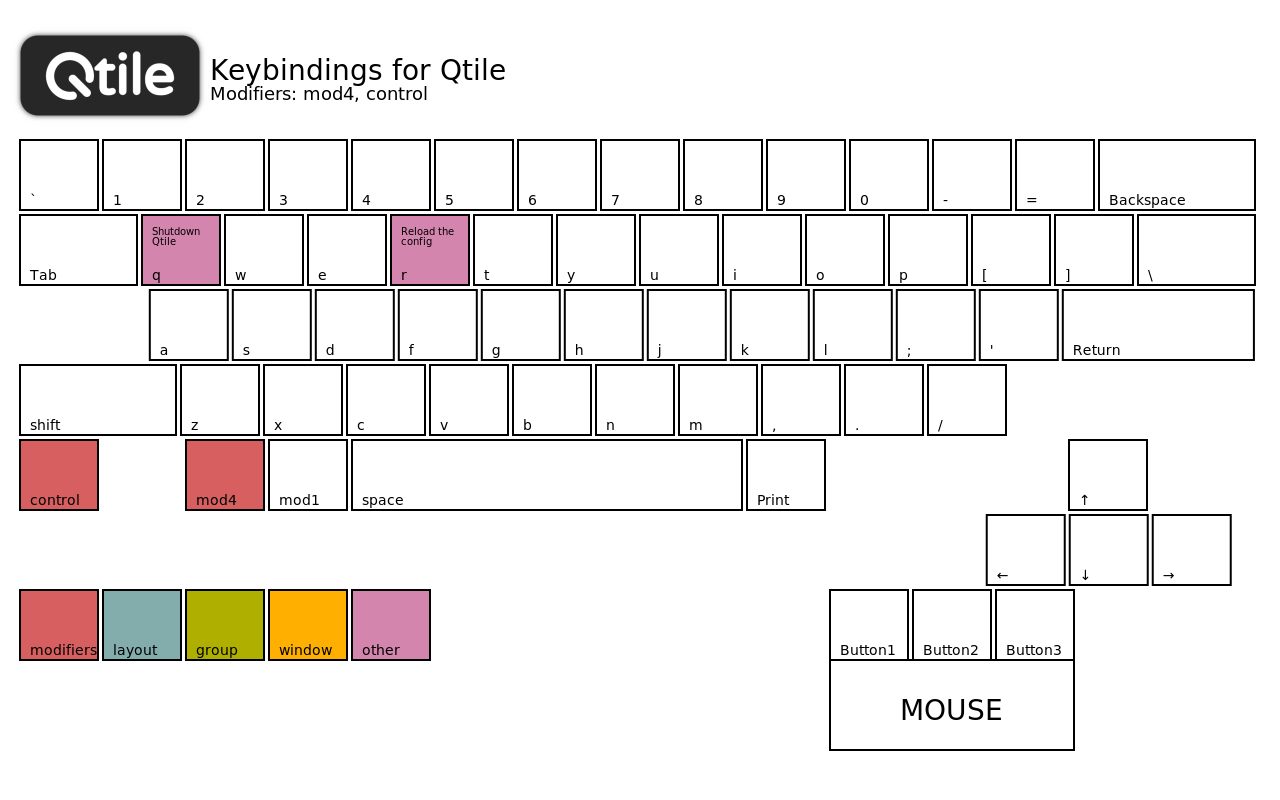 Qtile
Keybindings for Qtile
Modifiers: mod4, control
` 1 2 3 4 5 6 7 8 9 0 - = Backspace
Shutdown
Qtile
Reload the
config
Tab q w e r t y u i o p [ ] \
a s d f g h j k l ; ' Return
shift z x c v b n m , . /
control mod4 mod1 space Print ↑
← ↓ →
modifiers layout group window other Button1 Button2 Button3
MOUSE